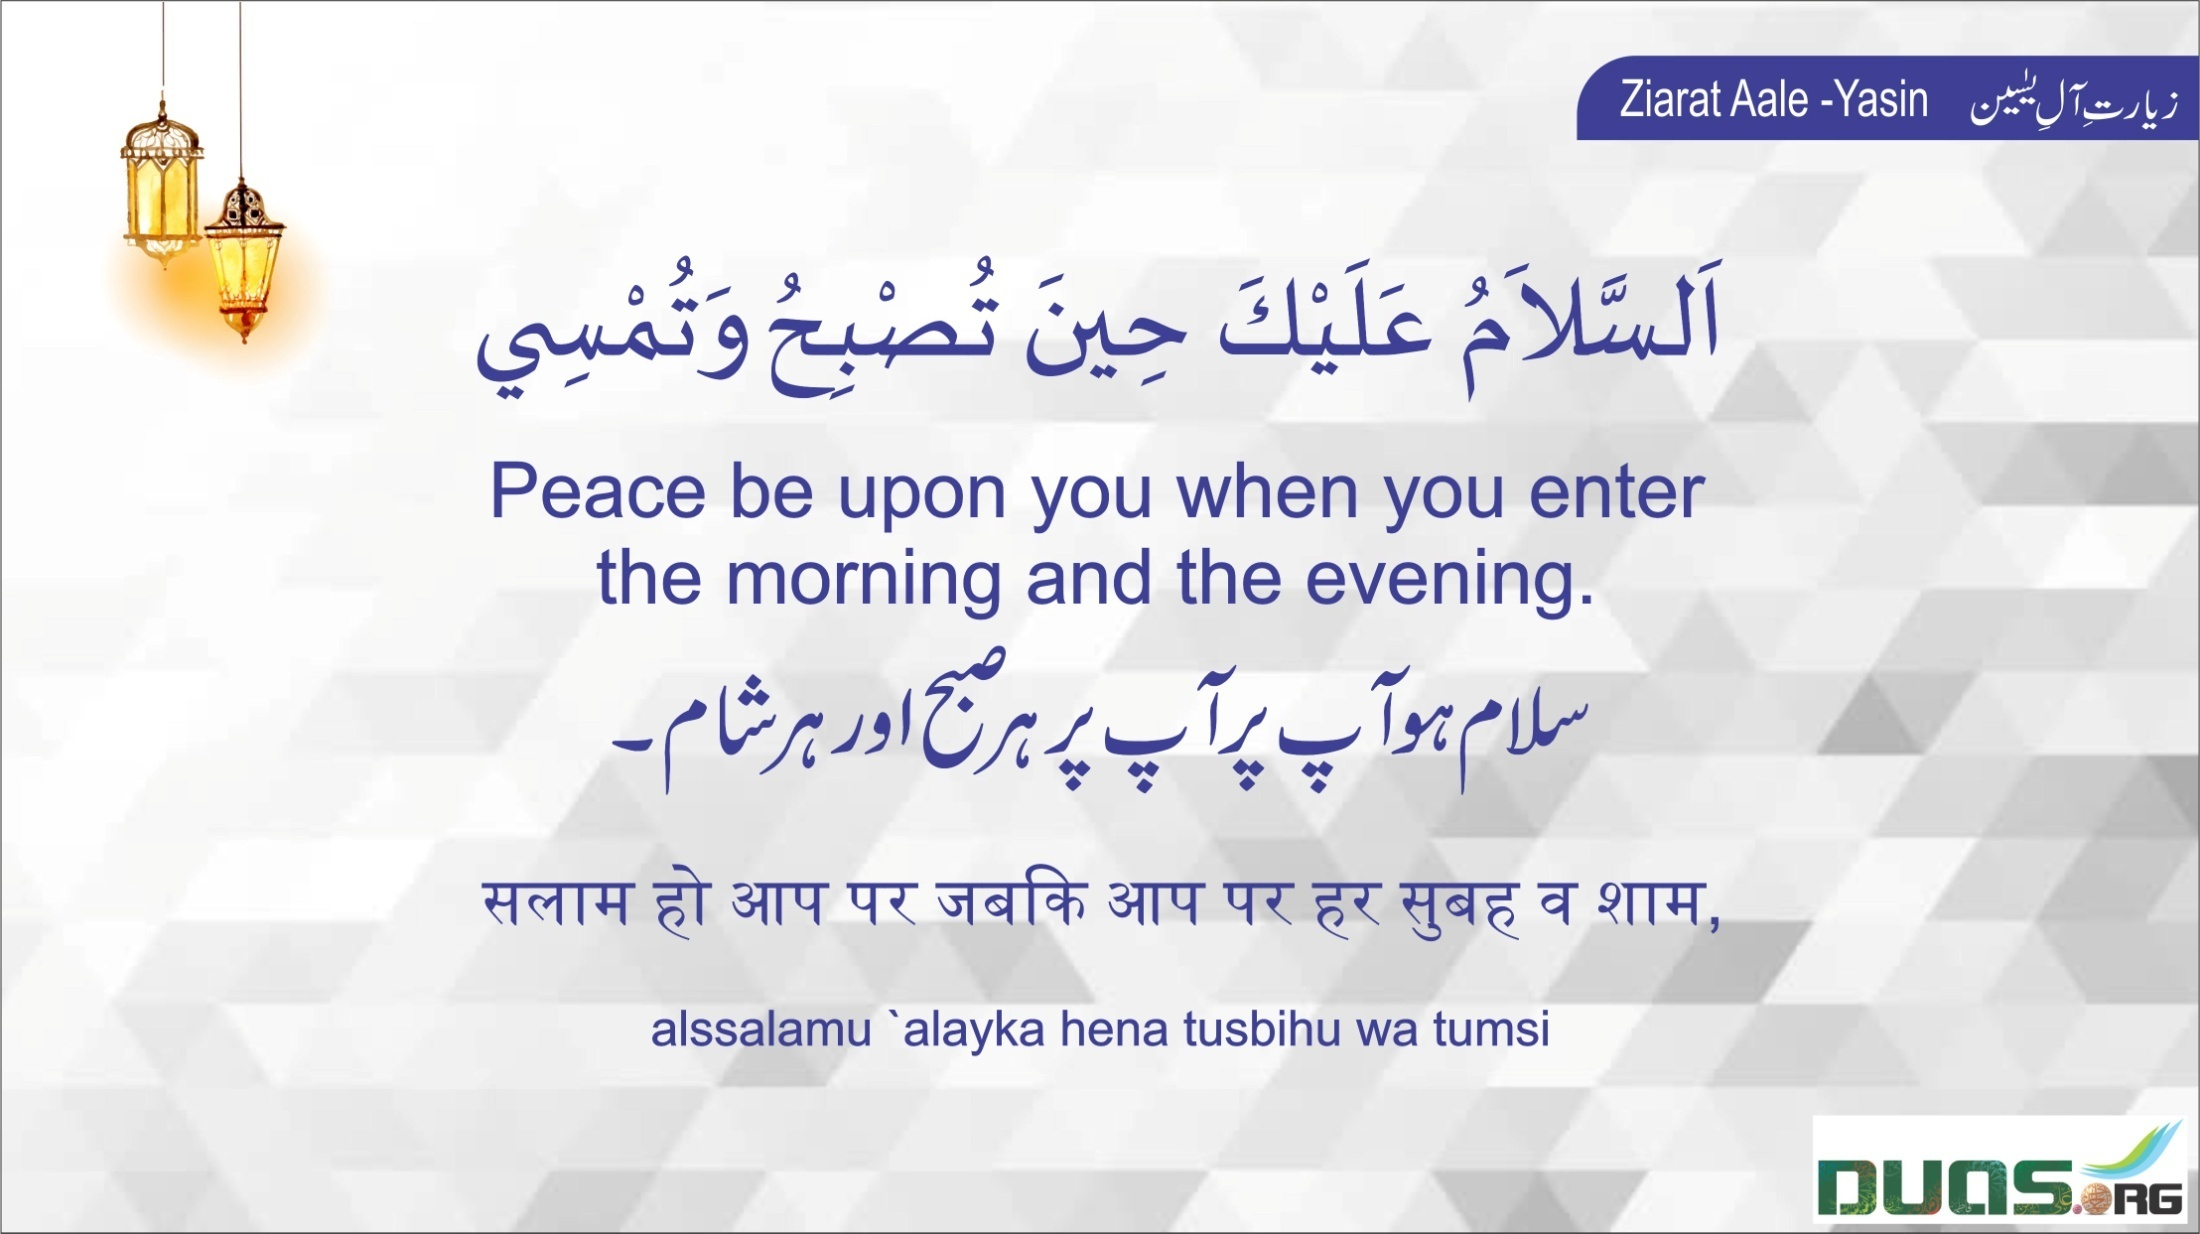 Ziarat Aale -Yasin زیارتِ آلِ یٰسین
اَلسَّلاَمُ عَلَيْكَ حِينَ تُصْبِحُ وَتُمْسِي
Peace be upon you when you enter
the morning and the evening.
سلام ہو آپ پر آپ پر ہر صبح اور ہر شام۔
सलाम हो आप पर जबकि आप पर हर सुबह व शाम,
alssalamu `alayka hena tusbihu wa tumsi
DUAS.ORG